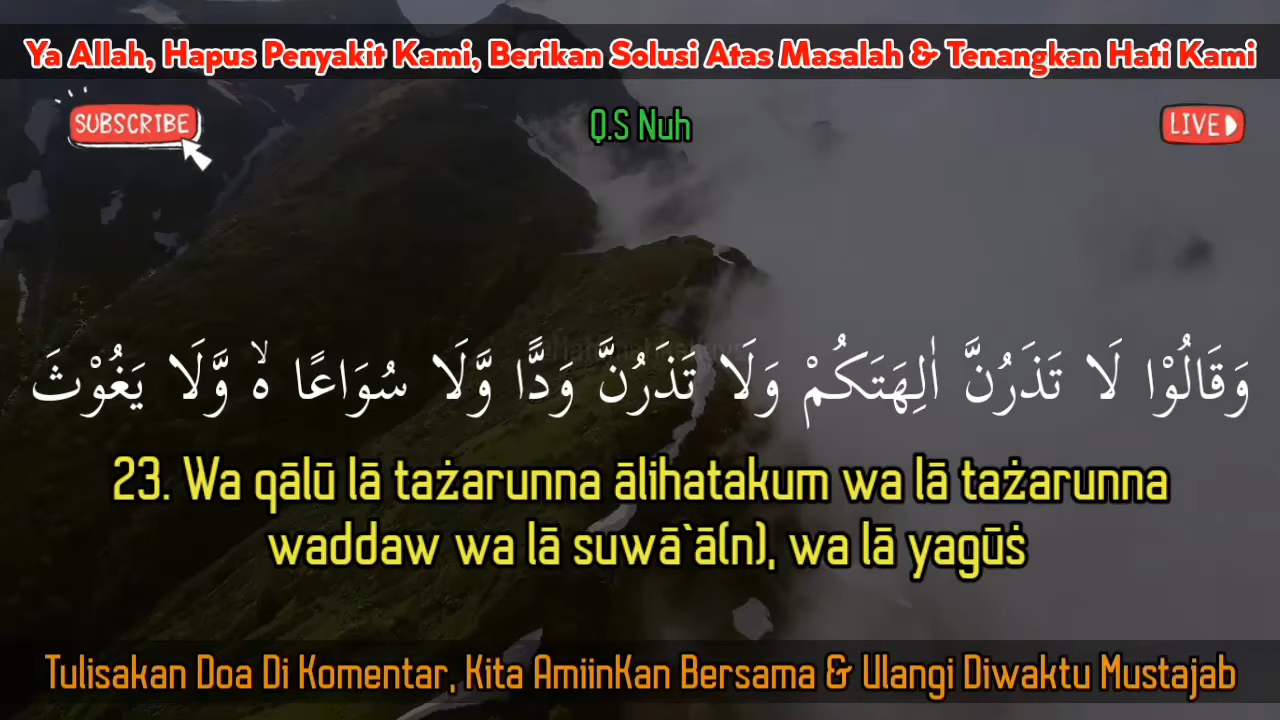 Ya Allah, Hapus Penyakit Kami, Berikan Solusi Atas Masalah & Tenangkan Hati Kami
SUBSCRIBE
Q.S Nuh
LIVE
وَقَالُوْا لَا تَذَرُنَّ اٰلِهَتَكُمْ وَلَا تَذَرُنَّ وَدًّا وَّلَا سُوَاعًا ەۙ وَّلَا يَغُوْثَ
23. Wa qālū lā tażarunna ālihatakum wa lā tażarunna
waddaw wa lā suwā`ā(n), wa lā yagūṡ
Tulisakan Doa Di Komentar, Kita AmiinKan Bersama & Ulangi Diwaktu Mustajab